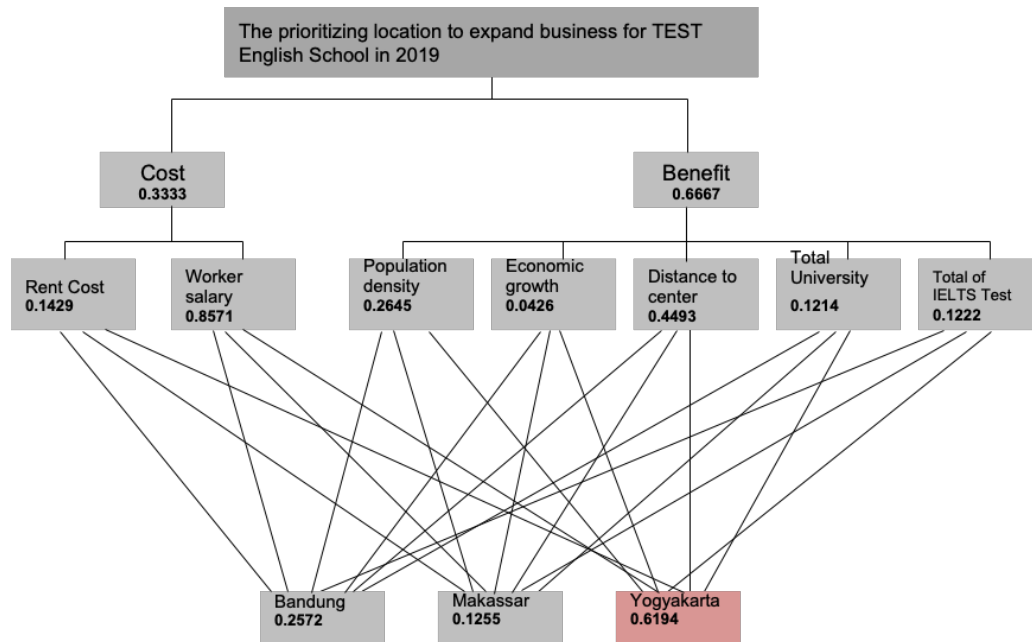 The prioritizing location to expand business for TEST
English School in 2019
Cost
0.3333
Benefit
0.6667
Rent Cost
0.1429
Worker
salary
0.8571
Population
density
0.2645
Economic
growth
0.0426
Distance to
center
0.4493
Total
University
0.1214
Total of
IELTS Test
0.1222
Bandung
0.2572
Makassar
0.1255
Yogyakarta
0.6194